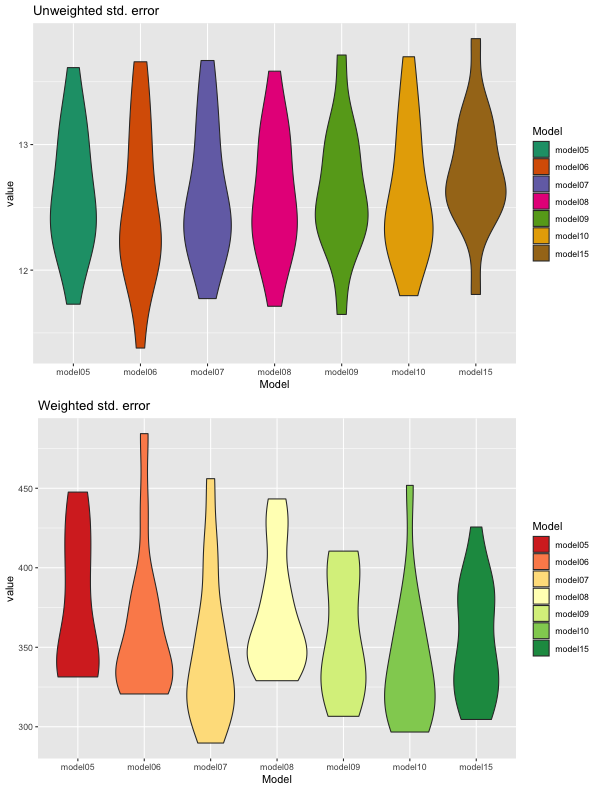 Unweighted std. error
value
13
12
model05 model06 model07 model08 model09 model10 model15
Model
Model
model05
model06
model07
model08
model09
model10
model15
Weighted std. error
value
450
400
350
300
model05 model06 model07 model08 model09 model10 model15
Model
Model
model05
model06
model07
model08
model09
model10
model15